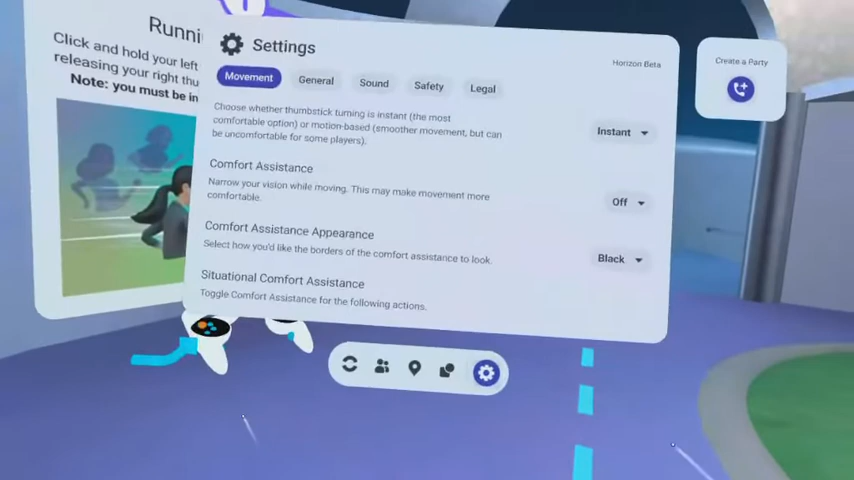 Runni
Click and hold your left
releasing your right thu
Note: you must be in
Settings
Horizon Beta
Movement
General
Sound
Safety
Legal
Choose whether thumbstick turning is instant (the most
comfortable option) or motion-based (smoother movement, but can
be uncomfortable for some players).
Instant
Comfort Assistance
Narrow your vision while moving. This may make movement more
comfortable.
Off
Comfort Assistance Appearance
Select how you'd like the borders of the comfort assistance to look.
Black
Situational Comfort Assistance
Toggle Comfort Assistance for the following actions.
Create a Party